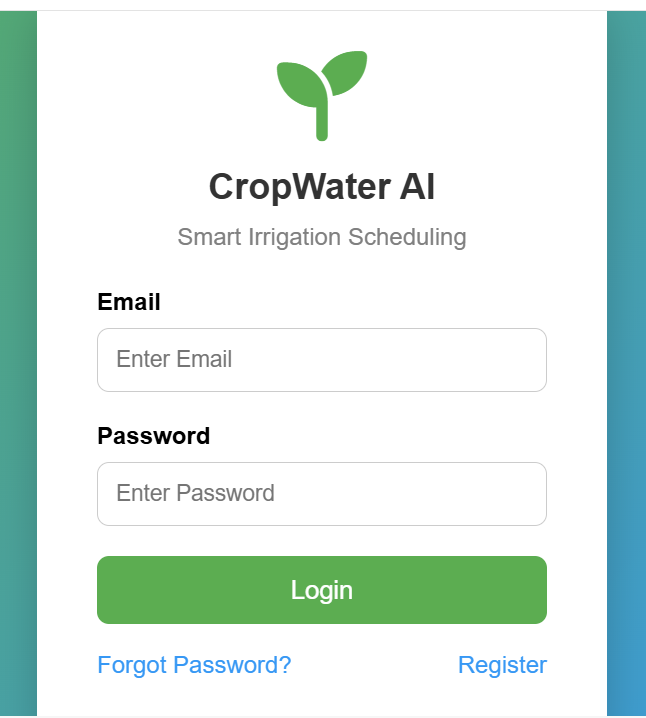 CropWater AI
Smart Irrigation Scheduling
Email
Enter Email
Password
Enter Password
Login
Forgot Password? Register